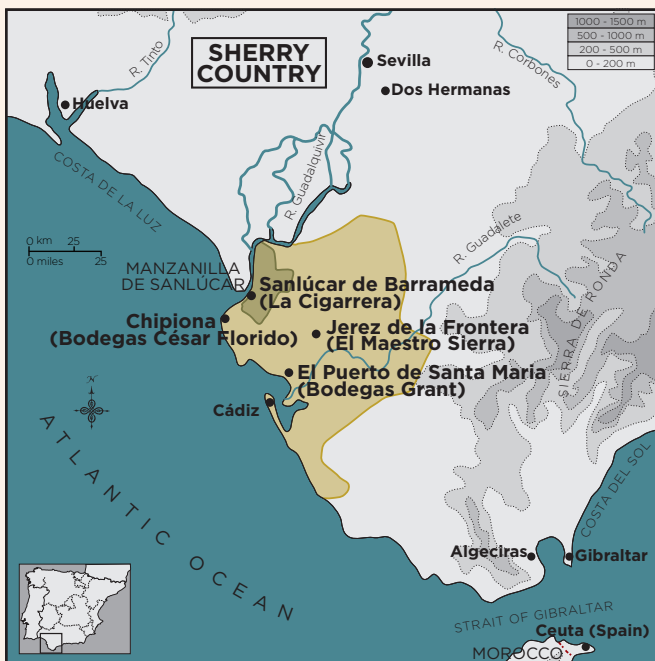 1000 - 1500 m
500 - 1000 m
200 - 500 m
0 - 200 m
SHERRY
COUNTRY
R. Tinto
Sevilla
R. Corbones
Dos Hermanas
Huelva
COSTA DE LA LUZ
R. Guadalquivir
R. Guadalete
0 km 25
0 miles 25
MANZANILLA
DE SANLÚCAR
Sanlúcar de Barrameda
(La Cigarrera)
Chipiona
(Bodegas César Florido)
Jerez de la Frontera
(El Maestro Sierra)
SIERRA DE RONDA
El Puerto de Santa Maria
(Bodegas Grant)
N
Cádiz
ATLANTIC OCEAN
COSTA DEL SOL
Algeciras
Gibraltar
STRAIT OF GIBRALTAR
Ceuta (Spain)
MOROCCO